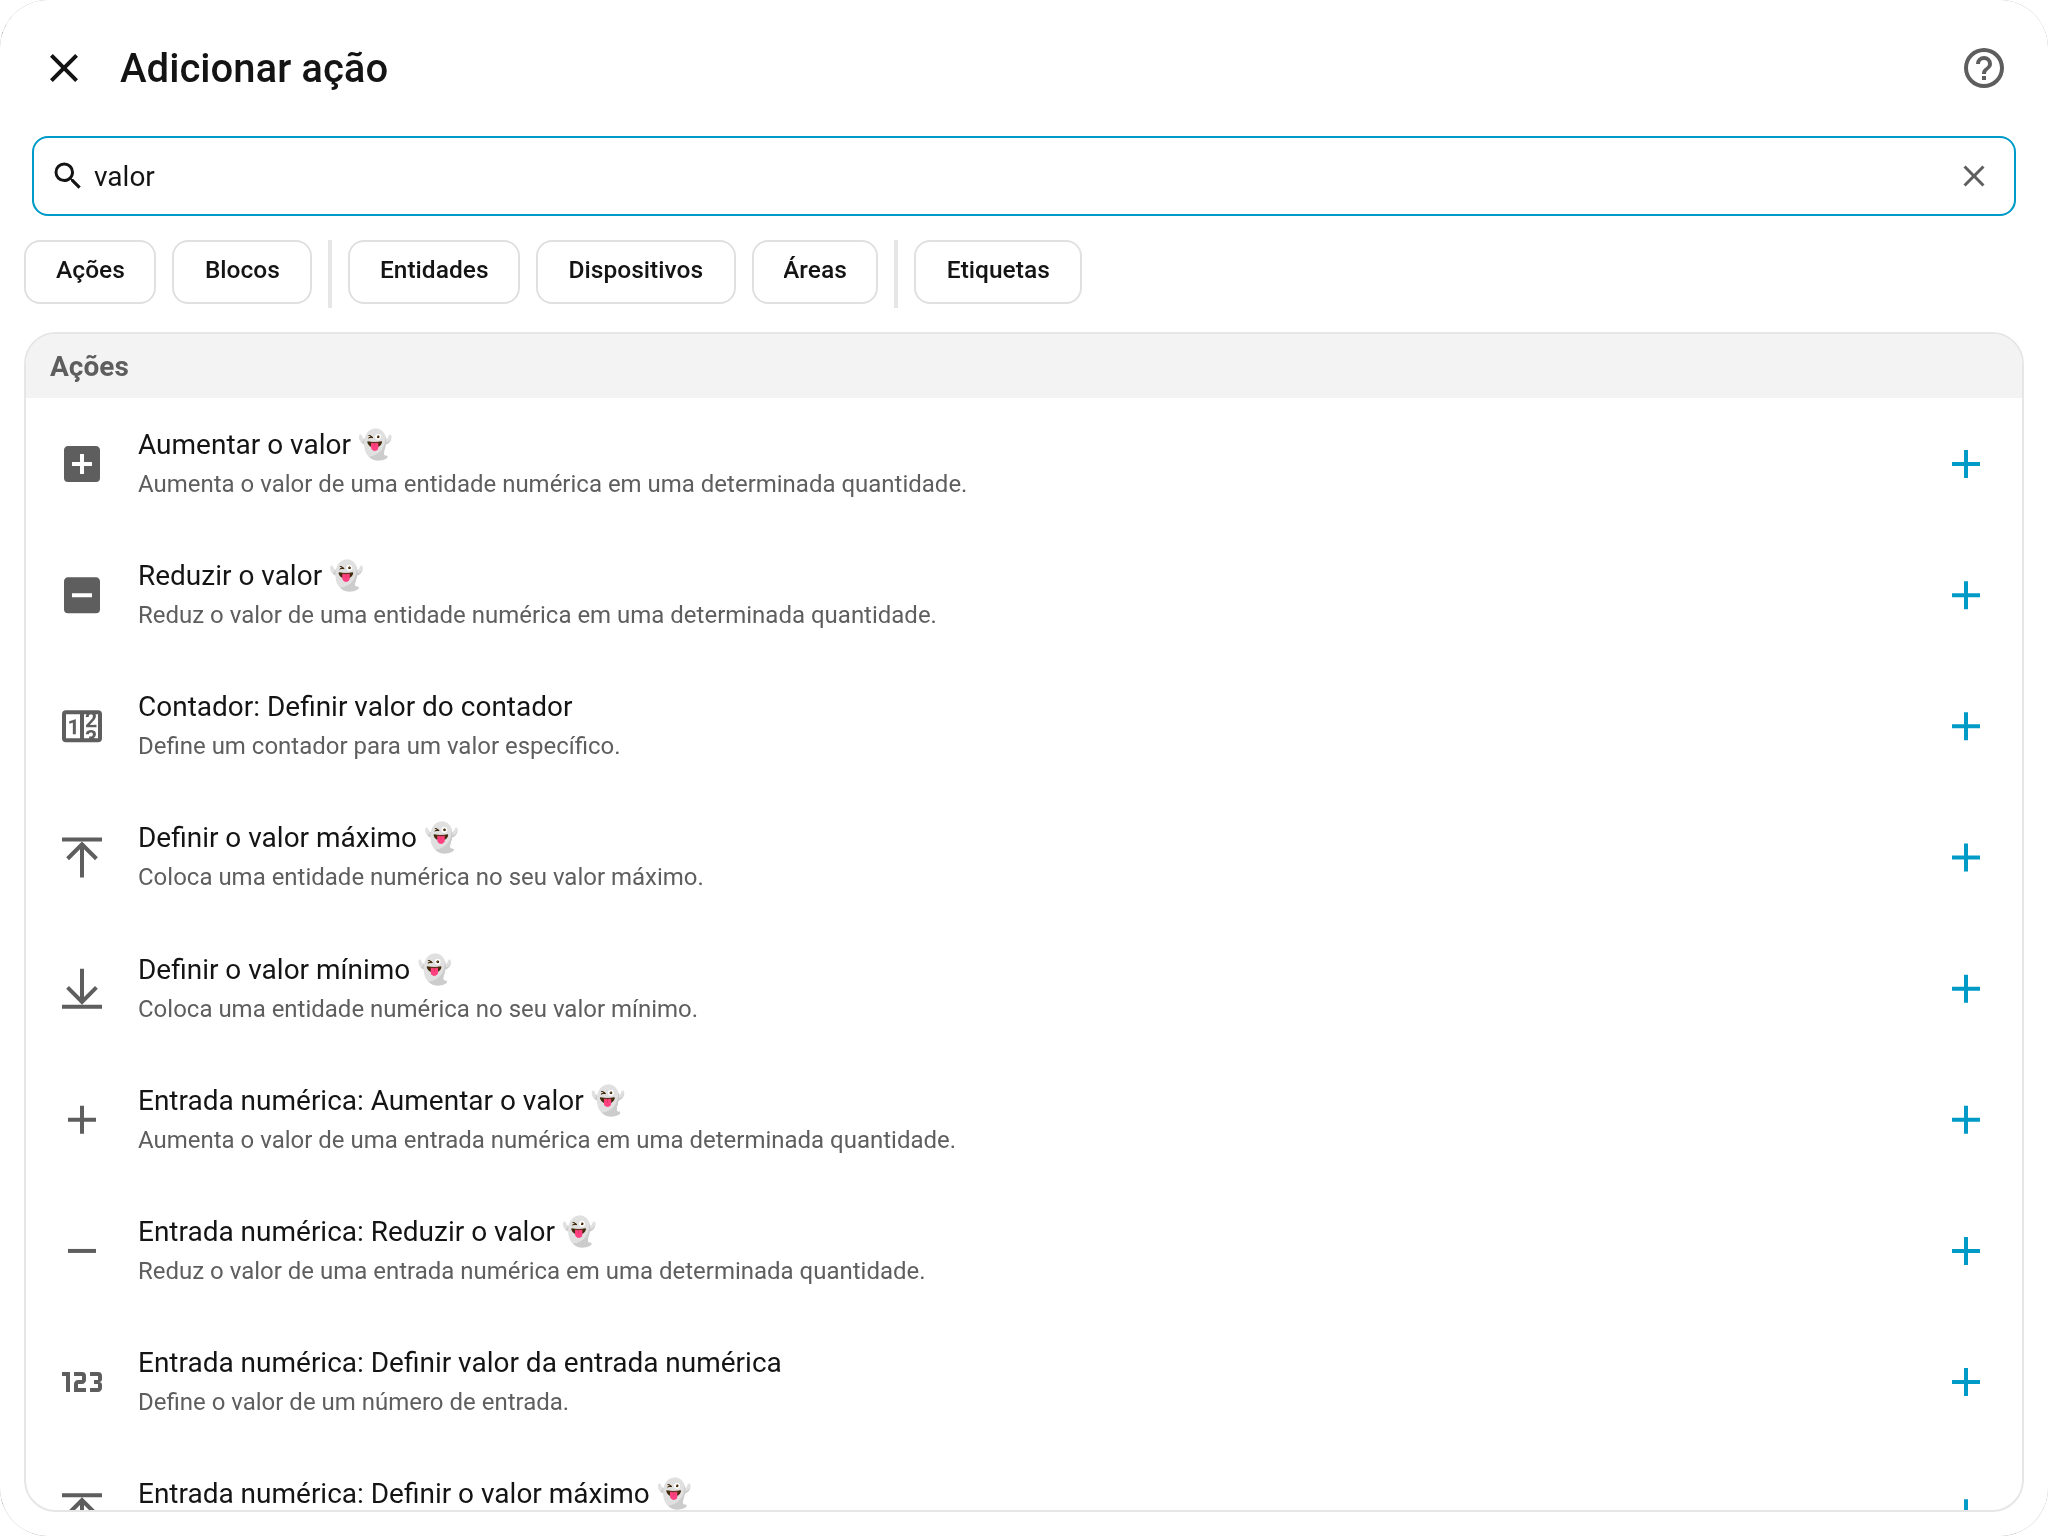 Adicionar ação
valor
Ações
Blocos
Entidades
Dispositivos
Áreas
Etiquetas
Ações
Aumentar o valor 👻
Aumenta o valor de uma entidade numérica em uma determinada quantidade.
Reduzir o valor 👻
Reduz o valor de uma entidade numérica em uma determinada quantidade.
Contador: Definir valor do contador
Define um contador para um valor específico.
Definir o valor máximo 👻
Coloca uma entidade numérica no seu valor máximo.
Definir o valor mínimo 👻
Coloca uma entidade numérica no seu valor mínimo.
Entrada numérica: Aumentar o valor 👻
Aumenta o valor de uma entrada numérica em uma determinada quantidade.
Entrada numérica: Reduzir o valor 👻
Reduz o valor de uma entrada numérica em uma determinada quantidade.
123
Entrada numérica: Definir valor da entrada numérica
Define o valor de um número de entrada.
Entrada numérica: Definir o valor máximo 👻